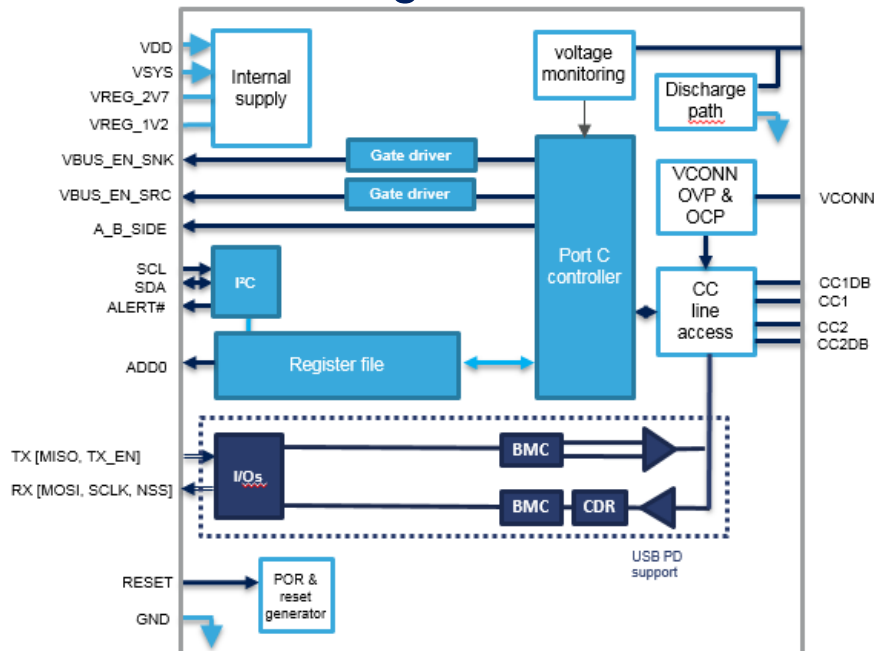 VDD
VSYS
VREG_2V7
VREG_1V2
Internal
supply
voltage
monitoring
Discharge
path
VBUS_EN_SNK
Gate driver
VBUS_EN_SRC
Gate driver
A_B_SIDE
VCONN
OVP &
OCP
VCONN
SCL
SDA
ALERT#
I²C
Port C
controller
CC
line
access
CC1DB
CC1
CC2
CC2DB
ADD0
Register file
TX [MISO, TX_EN]
RX [MOSI, SCLK, NSS]
I/Os
BMC
BMC
CDR
USB PD
support
RESET
GND
POR &
reset
generator